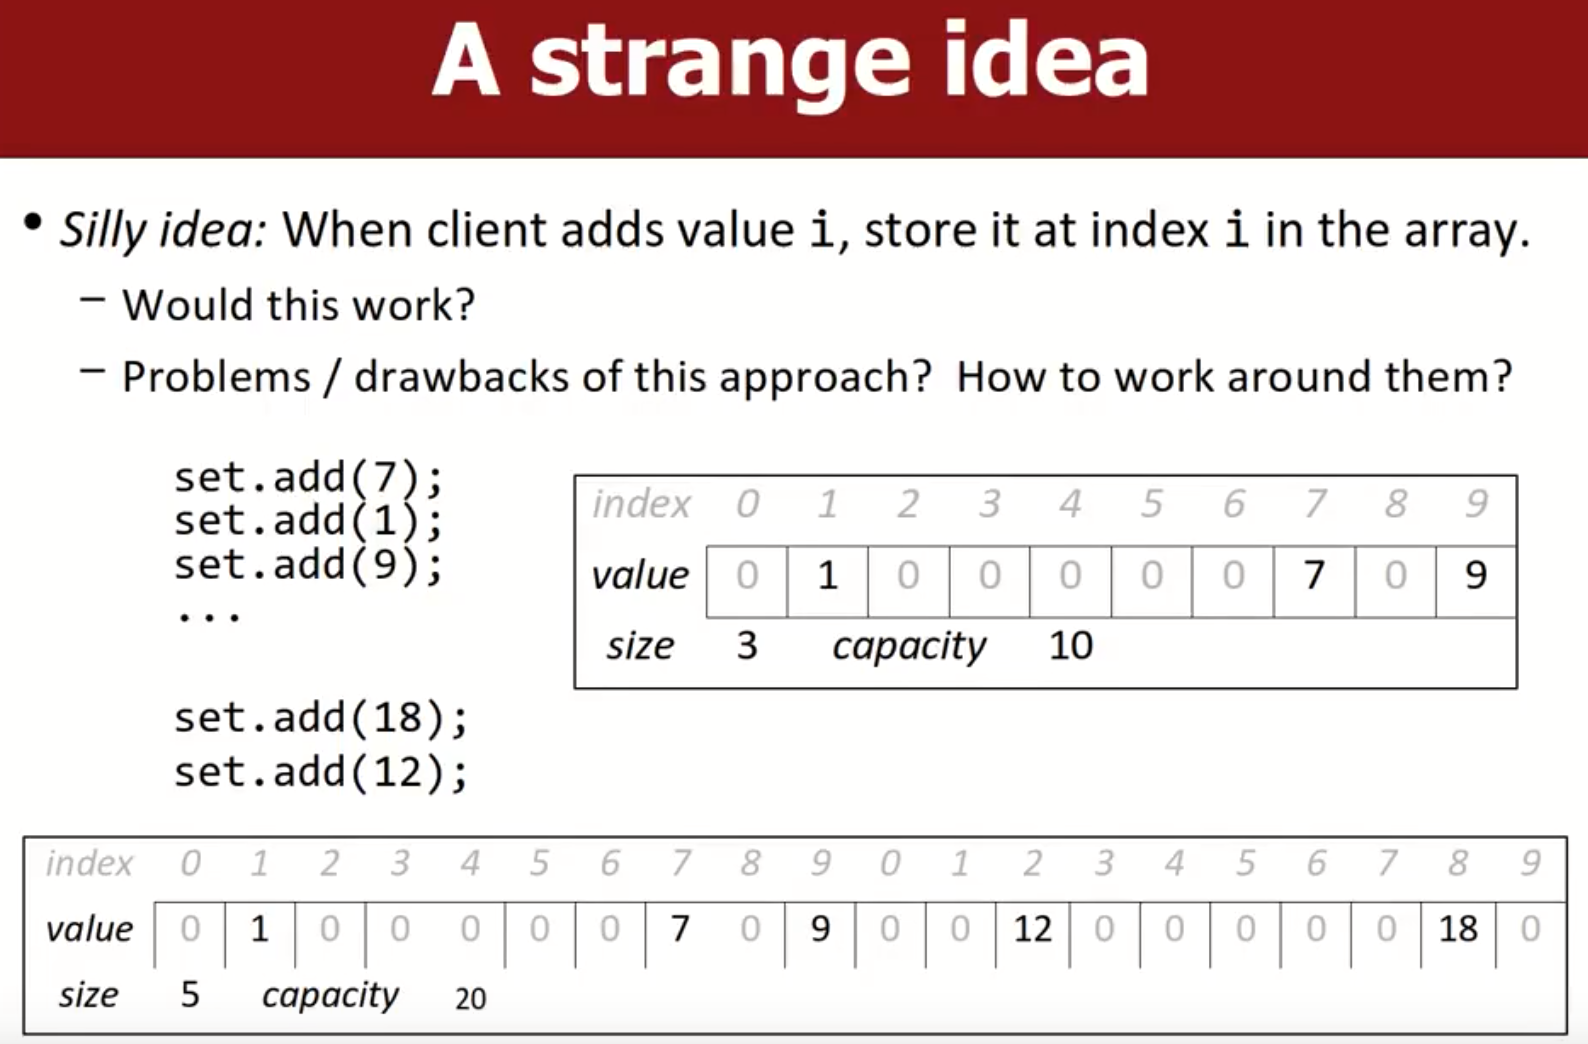 A strange idea
• Silly idea: When client adds value i, store it at index i in the array.
– Would this work?
– Problems / drawbacks of this approach? How to work around them?
set.add(7);
set.add(1);
set.add(9);
...
index 0 1 2 3 4 5 6 7 8 9
value 0 1 0 0 0 0 0 7 0 9
size 3 capacity 10
set.add(18);
set.add(12);
index 0 1 2 3 4 5 6 7 8 9 0 1 2 3 4 5 6 7 8 9
value 0 1 0 0 0 0 0 7 0 9 0 0 12 0 0 0 0 0 18 0
size 5 capacity 20